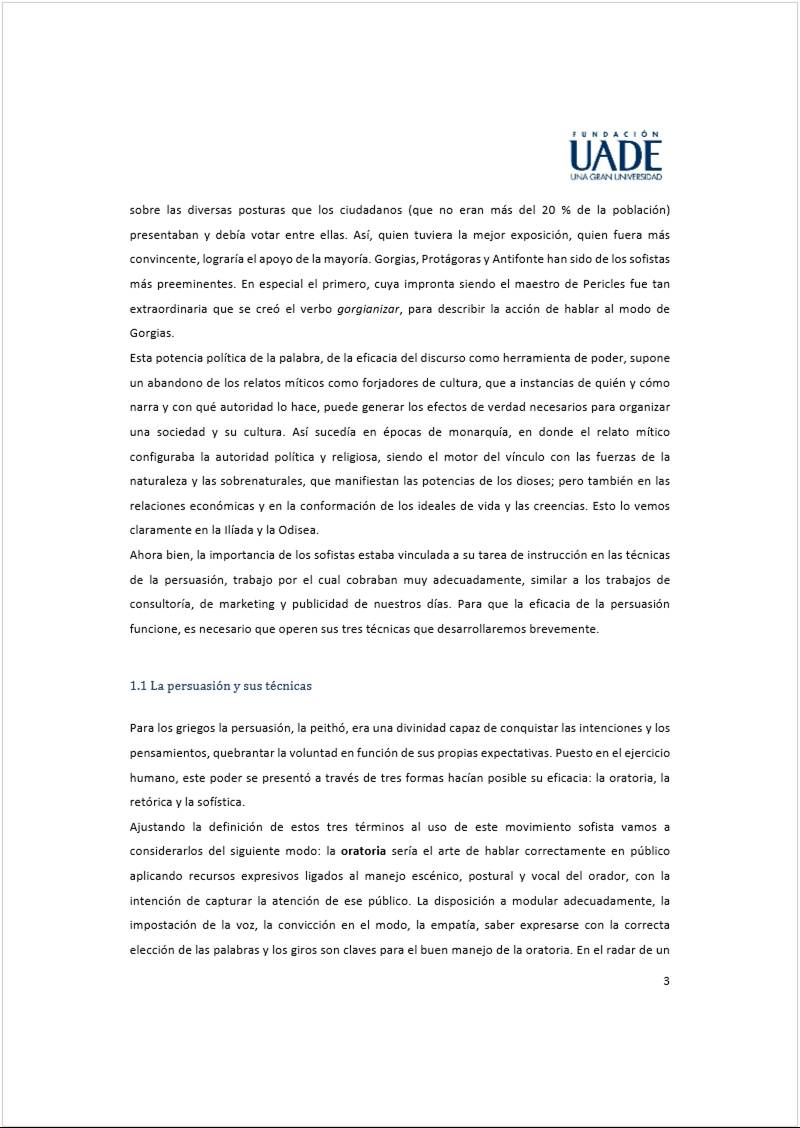 FUNDACIÓN
UADE
UNA GRAN UNIVERSIDAD
sobre las diversas posturas que los ciudadanos (que no eran más del 20 % de la población)
presentaban y debía votar entre ellas. Así, quien tuviera la mejor exposición, quien fuera más
convincente, lograría el apoyo de la mayoría. Gorgias, Protágoras y Antifonte han sido de los sofistas
más preeminentes. En especial el primero, cuya impronta siendo el maestro de Pericles fue tan
extraordinaria que se creó el verbo gorgianizar, para describir la acción de hablar al modo de
Gorgias.
Esta potencia política de la palabra, de la eficacia del discurso como herramienta de poder, supone
un abandono de los relatos míticos como forjadores de cultura, que a instancias de quién y cómo
narra y con qué autoridad lo hace, puede generar los efectos de verdad necesarios para organizar
una sociedad y su cultura. Así sucedía en épocas de monarquía, en donde el relato mítico
configuraba la autoridad política y religiosa, siendo el motor del vínculo con las fuerzas de la
naturaleza y las sobrenaturales, que manifiestan las potencias de los dioses; pero también en las
relaciones económicas y en la conformación de los ideales de vida y las creencias. Esto lo vemos
claramente en la Ilíada y la Odisea.
Ahora bien, la importancia de los sofistas estaba vinculada a su tarea de instrucción en las técnicas
de la persuasión, trabajo por el cual cobraban muy adecuadamente, similar a los trabajos de
consultoría, de marketing y publicidad de nuestros días. Para que la eficacia de la persuasión
funcione, es necesario que operen sus tres técnicas que desarrollaremos brevemente.
1.1 La persuasión y sus técnicas
Para los griegos la persuasión, la peithó, era una divinidad capaz de conquistar las intenciones y los
pensamientos, quebrantar la voluntad en función de sus propias expectativas. Puesto en el ejercicio
humano, este poder se presentó a través de tres formas hacían posible su eficacia: la oratoria, la
retórica y la sofística.
Ajustando la definición de estos tres términos al uso de este movimiento sofista vamos a
considerarlos del siguiente modo: la oratoria sería el arte de hablar correctamente en público
aplicando recursos expresivos ligados al manejo escénico, postural y vocal del orador, con la
intención de capturar la atención de ese público. La disposición a modular adecuadamente, la
impostación de la voz, la convicción en el modo, la empatía, saber expresarse con la correcta
elección de las palabras y los giros son claves para el buen manejo de la oratoria. En el radar de un
3